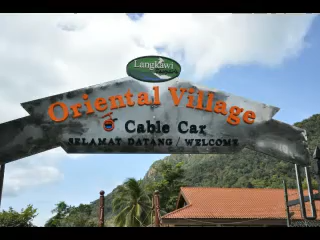 Langkawi
Oriental Village
Cable Car
SELAMAT DATANG / WELCOME